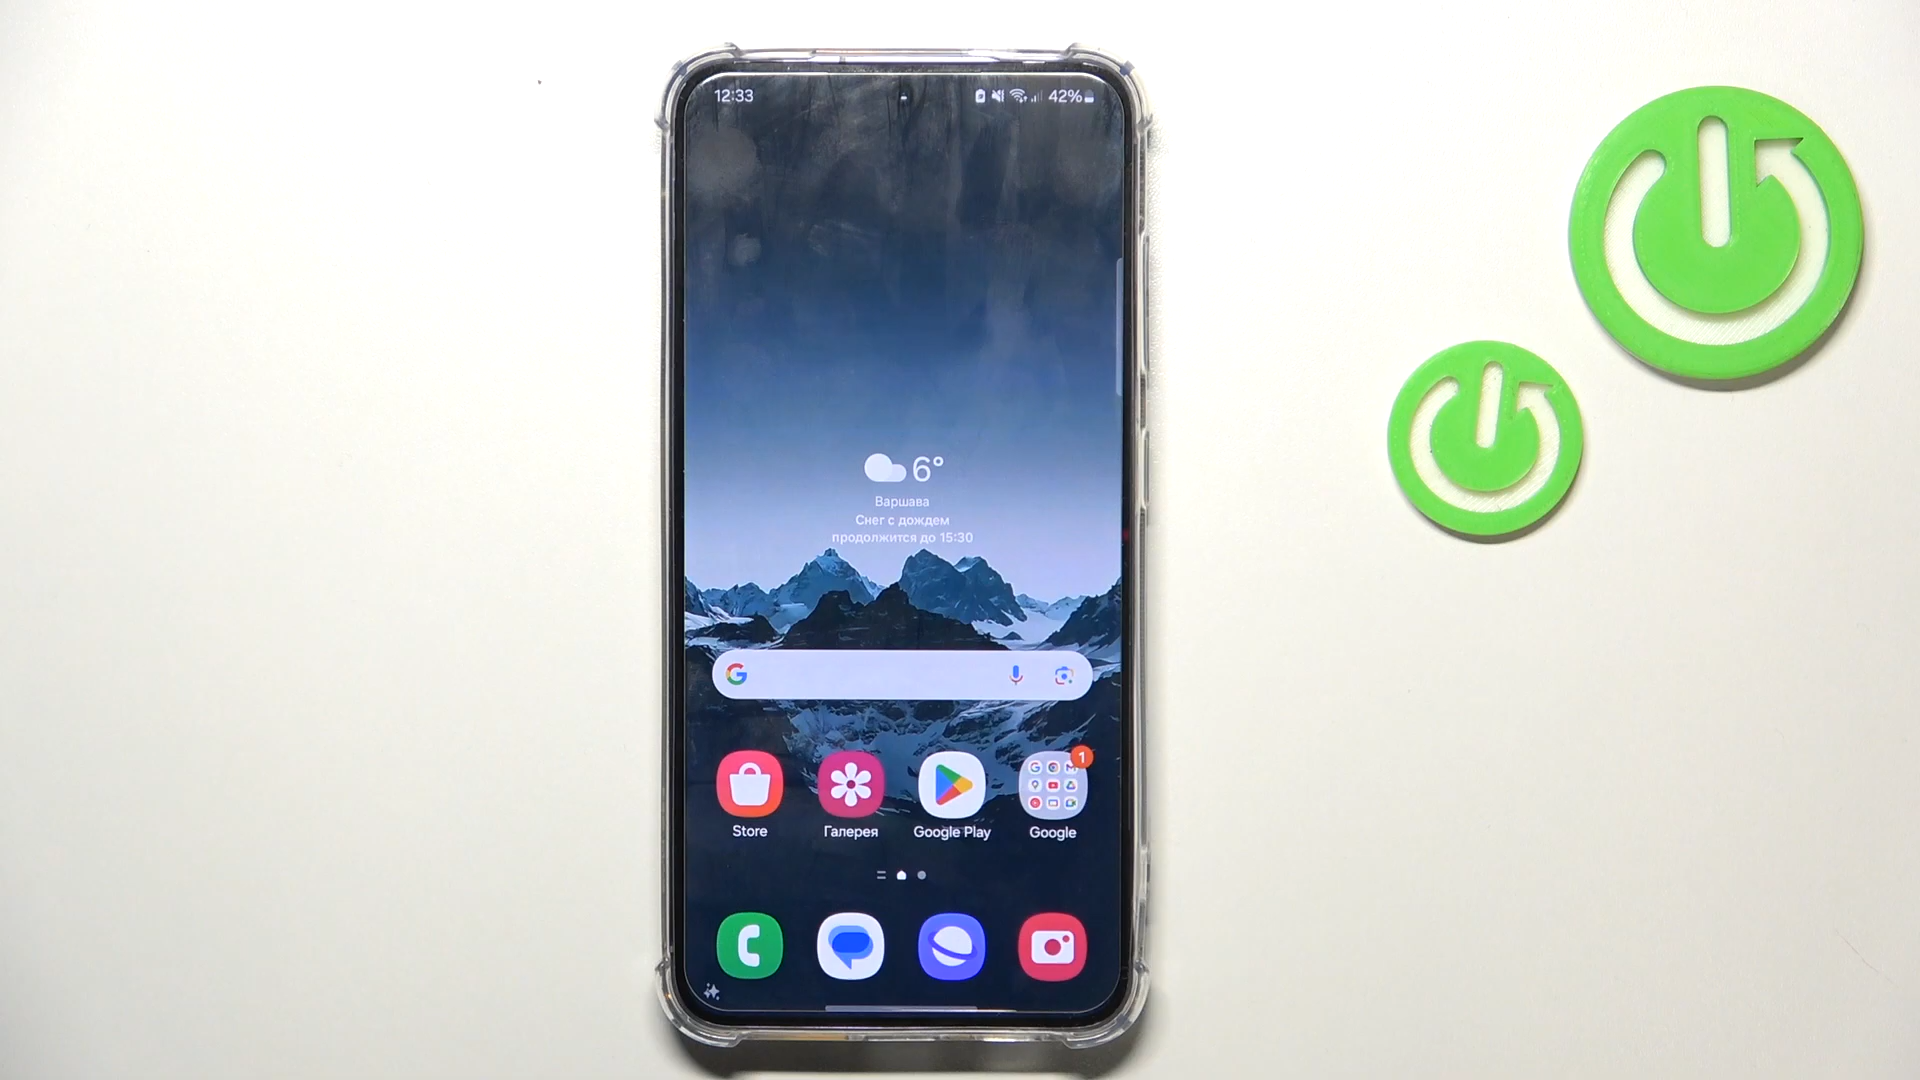 12:33
42%
6°
Варшава
Снег с дождем
продолжится до 15:30
G
1
Store
Галерея
Google Play
Google